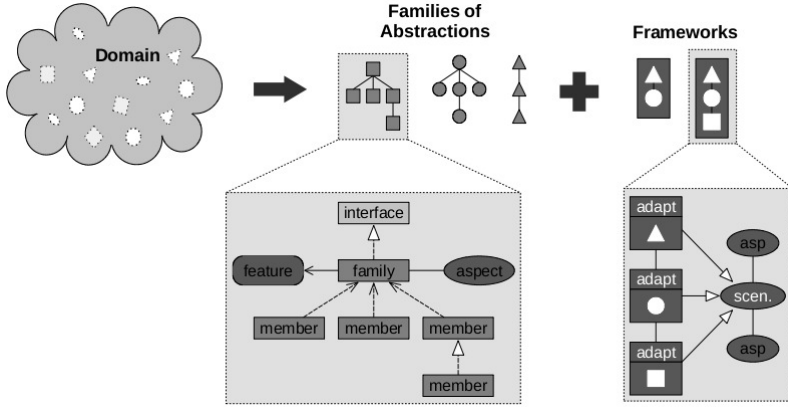 Families of
Abstractions
Frameworks
Domain
interface
feature
family
aspect
member
member
member
member
adapt
asp
adapt
scen.
adapt
asp